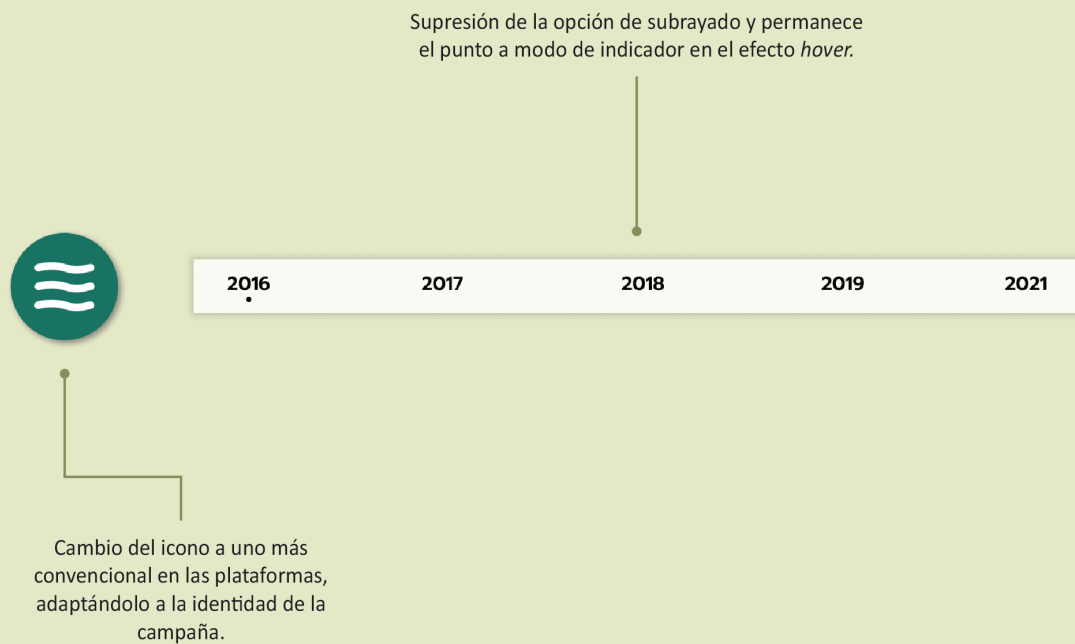 Supresión de la opción de subrayado y permanece
el punto a modo de indicador en el efecto hover.
2016 2017 2018 2019 2021
Cambio del icono a uno más
convencional en las plataformas,
adaptándolo a la identidad de la
campaña.